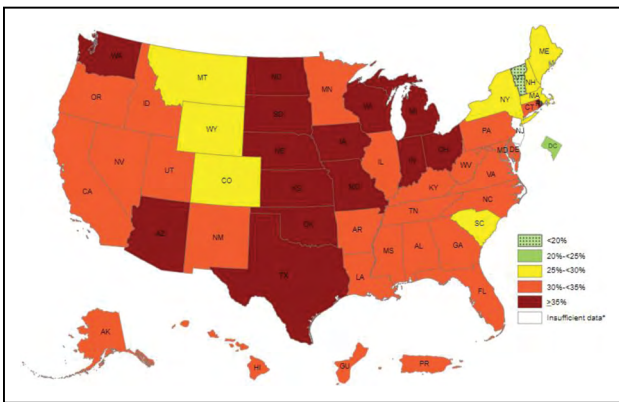 WA
MT
ND
MN
ME
OR
ID
SD
WI
MI
NH
NY
MA
CT
WY
IA
PA
NJ
NE
OH
NV
UT
IL
IN
MD
DE
DC
CO
WV
VA
CA
KS
MO
KY
NC
TN
AZ
NM
OK
AR
SC
MS
AL
GA
TX
LA
FL
AK
HI
GU
PR
<20%
20%-<25%
25%-<30%
30%-<35%
≥35%
Insufficient data*